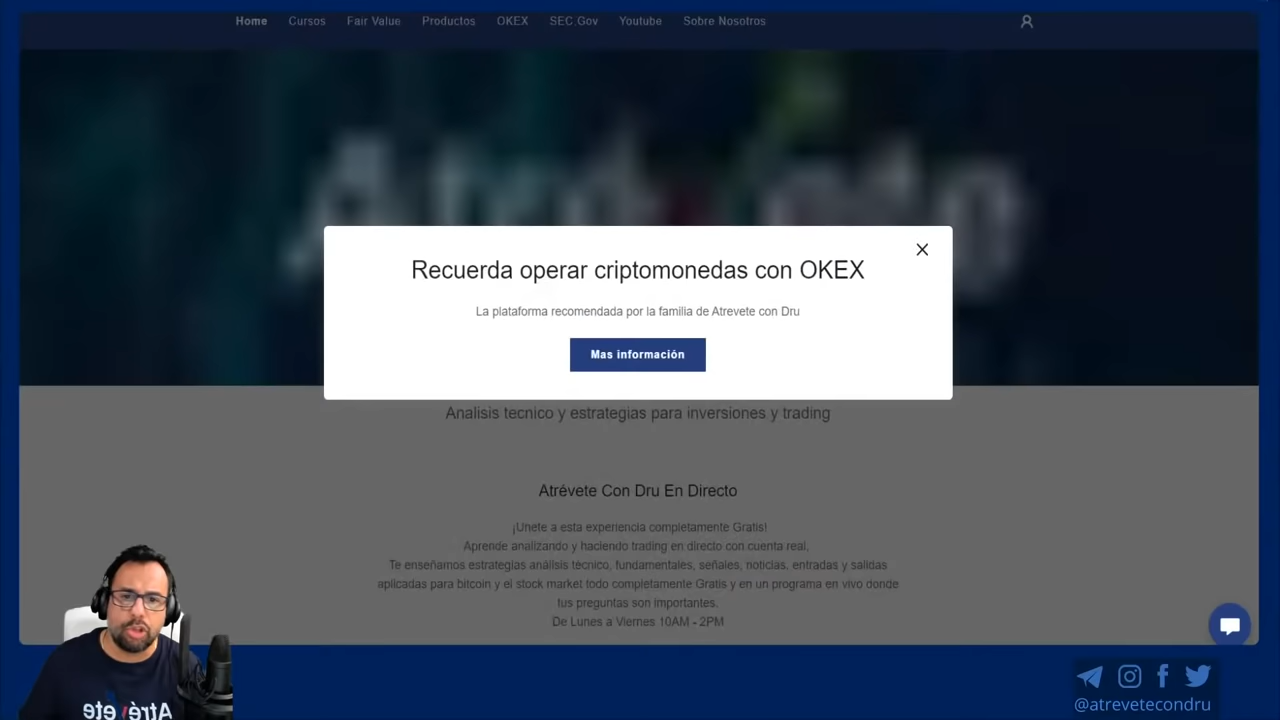 Home Cursos Fair Value Productos OKEX SEC.Gov Youtube Sobre Nosotros
Atrévete
Recuerda operar criptomonedas con OKEX
La plataforma recomendada por la familia de Atrevete con Dru
Mas información
Analisis tecnico y estrategias para inversiones y trading
Atrévete Con Dru En Directo
¡Unete a esta experiencia completamente Gratis!
Aprende analizando y haciendo trading en directo con cuenta real.
Te enseñamos estrategias análisis técnico, fundamentales, señales, noticias, entradas y salidas
aplicadas para bitcoin y el stock market todo completamente Gratis y en un programa en vivo donde
tus preguntas son importantes.
De Lunes a Viernes 10AM - 2PM
Atrévete
@atrevetecondru